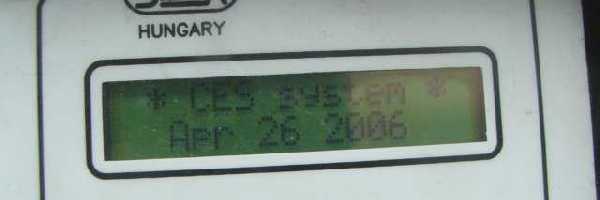 HUNGARY
* CES system *
Apr 26 2006